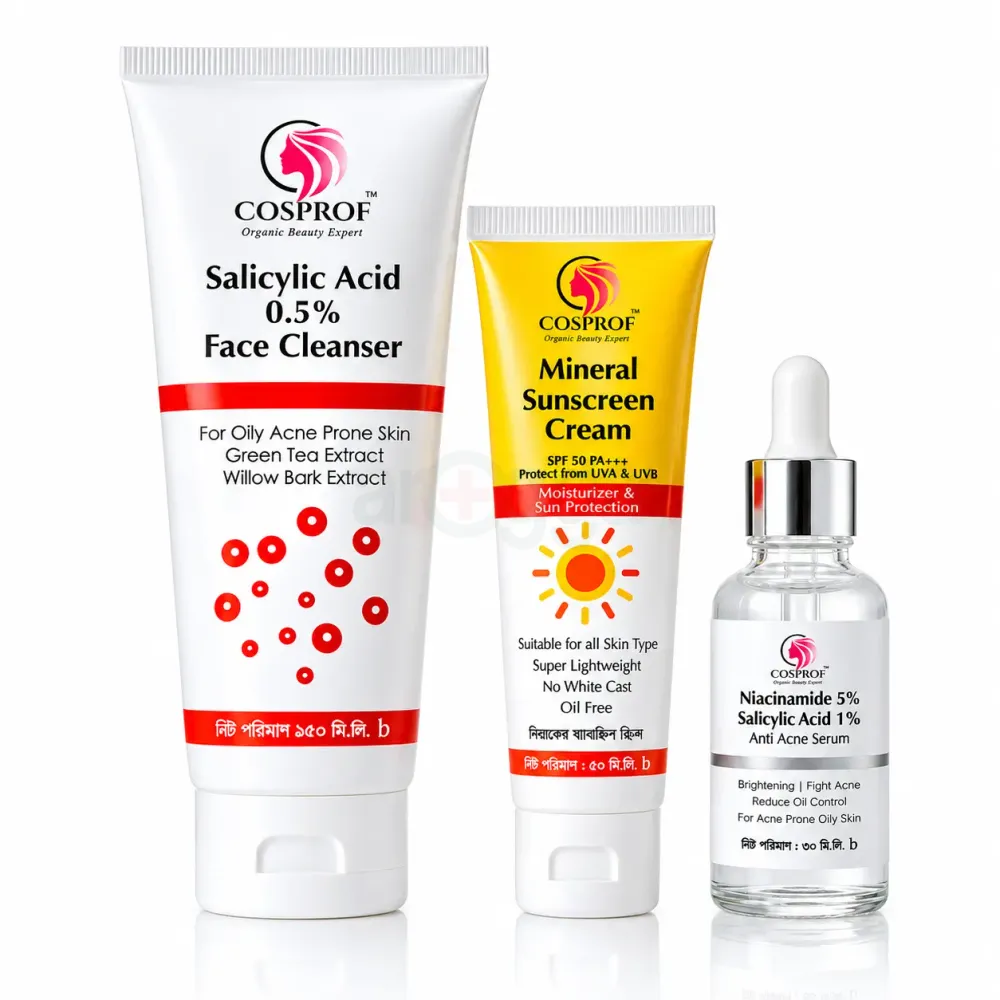 COSPROF™
Organic Beauty Expert
Salicylic Acid
0.5%
Face Cleanser
For Oily Acne Prone Skin
Green Tea Extract
Willow Bark Extract
নিট পরিমাণ ১৫০ মি.লি. b
COSPROF™
Organic Beauty Expert
Mineral
Sunscreen
Cream
SPF 50 PA+++
Protect from UVA & UVB
Moisturizer &
Sun Protection
Suitable for all Skin Type
Super Lightweight
No White Cast
Oil Free
নিট পরিমাণ : ৫০ মি.লি. b
COSPROF™
Organic Beauty Expert
Niacinamide 5%
Salicylic Acid 1%
Anti Acne Serum
Brightening | Fight Acne
Reduce Oil Control
For Acne Prone Oily Skin
নিট পরিমাণ : ৩০ মি.লি. b